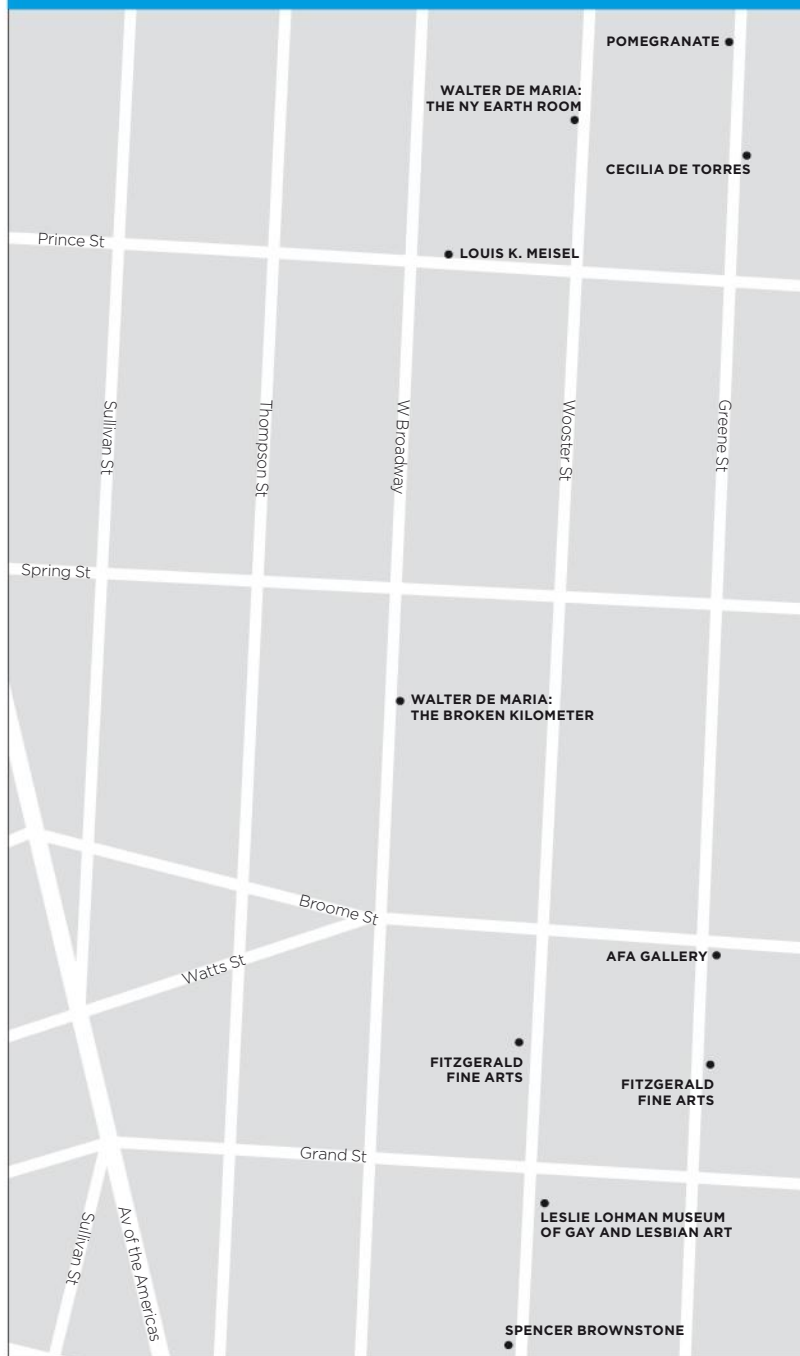 POMEGRANATE
WALTER DE MARIA:
THE NY EARTH ROOM
CECILIA DE TORRES
Prince St
LOUIS K. MEISEL
Sullivan St
Thompson St
W Broadway
Wooster St
Greene St
Spring St
WALTER DE MARIA:
THE BROKEN KILOMETER
Broome St
Watts St
AFA GALLERY
FITZGERALD
FINE ARTS
FITZGERALD
FINE ARTS
Grand St
LESLIE LOHMAN MUSEUM
OF GAY AND LESBIAN ART
Sullivan St
Av of the Americas
SPENCER BROWNSTONE